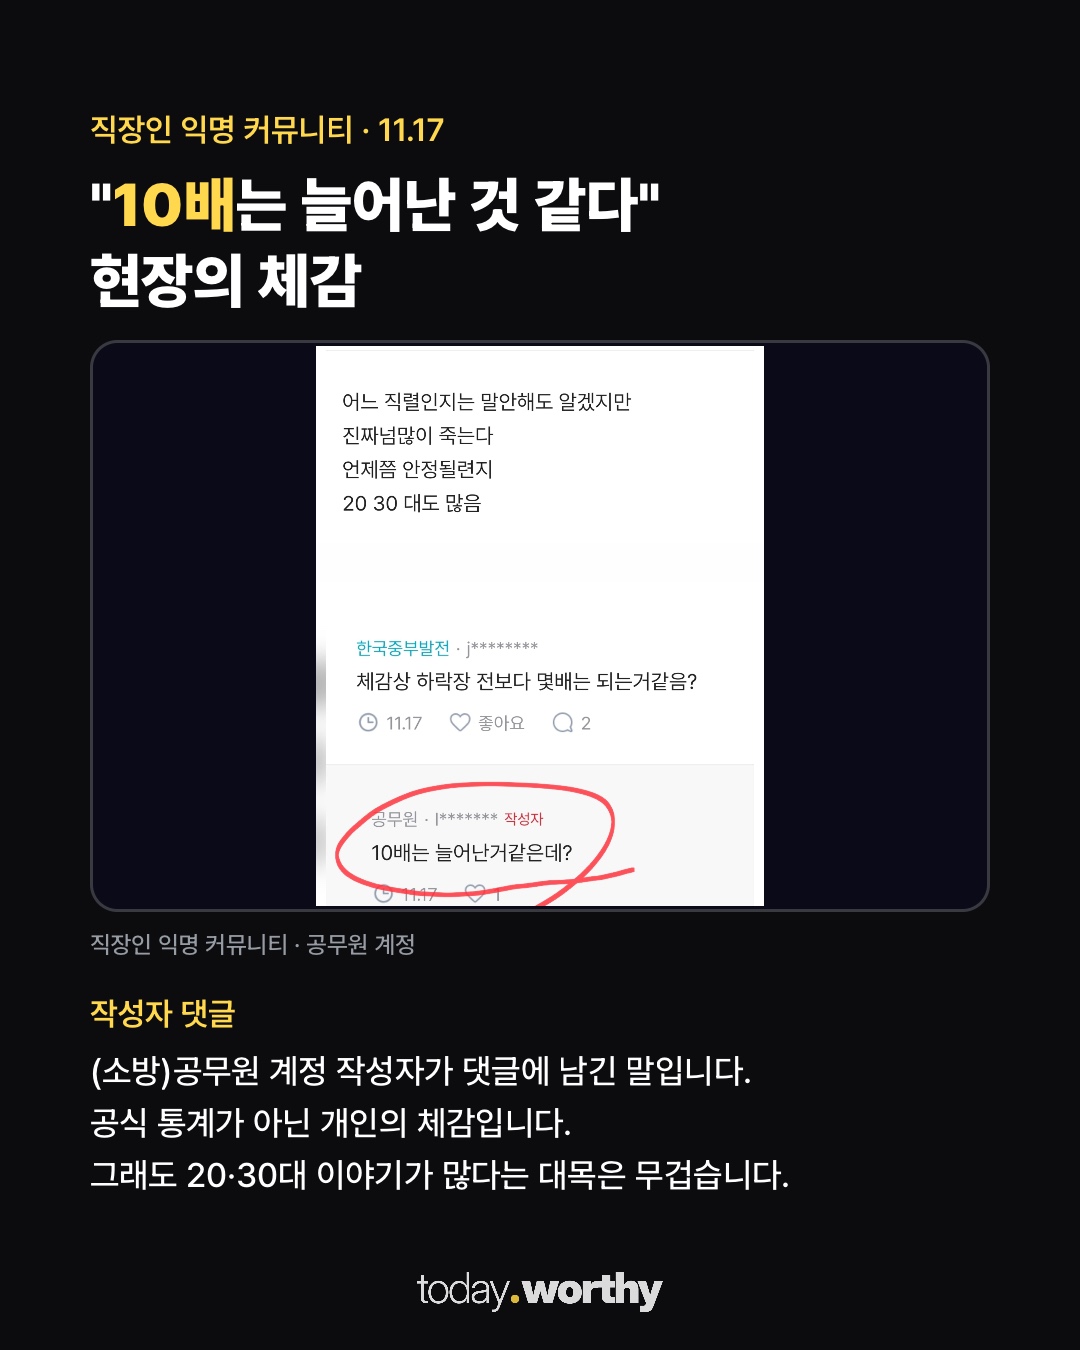 직장인 익명 커뮤니티 · 11.17
"10배는 늘어난 것 같다"
현장의 체감
어느 직렬인지는 말안해도 알겠지만
진짜넘많이 죽는다
언제쯤 안정될련지
20 30 대도 많음
한국중부발전 · j********
체감상 하락장 전보다 몇배는 되는거같음?
11.17 좋아요 2
공무원 · l******* 작성자
10배는 늘어난거같은데?
11.17 1
직장인 익명 커뮤니티 · 공무원 계정
작성자 댓글
(소방)공무원 계정 작성자가 댓글에 남긴 말입니다.
공식 통계가 아닌 개인의 체감입니다.
그래도 20·30대 이야기가 많다는 대목은 무겁습니다.
today.worthy